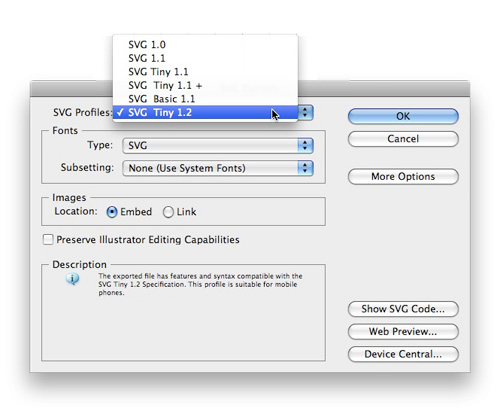 SVG 1.0
SVG 1.1
SVG Tiny 1.1
SVG Tiny 1.1 +
SVG Basic 1.1
SVG Profiles: ✓ SVG Tiny 1.2
OK
Fonts
Cancel
Type: SVG
Subsetting: None (Use System Fonts)
More Options
Images
Location: Embed Link
Preserve Illustrator Editing Capabilities
Description
The exported file has features and syntax compatible with the
SVG Tiny 1.2 Specification. This profile is suitable for mobile
phones.
Show SVG Code...
Web Preview...
Device Central...